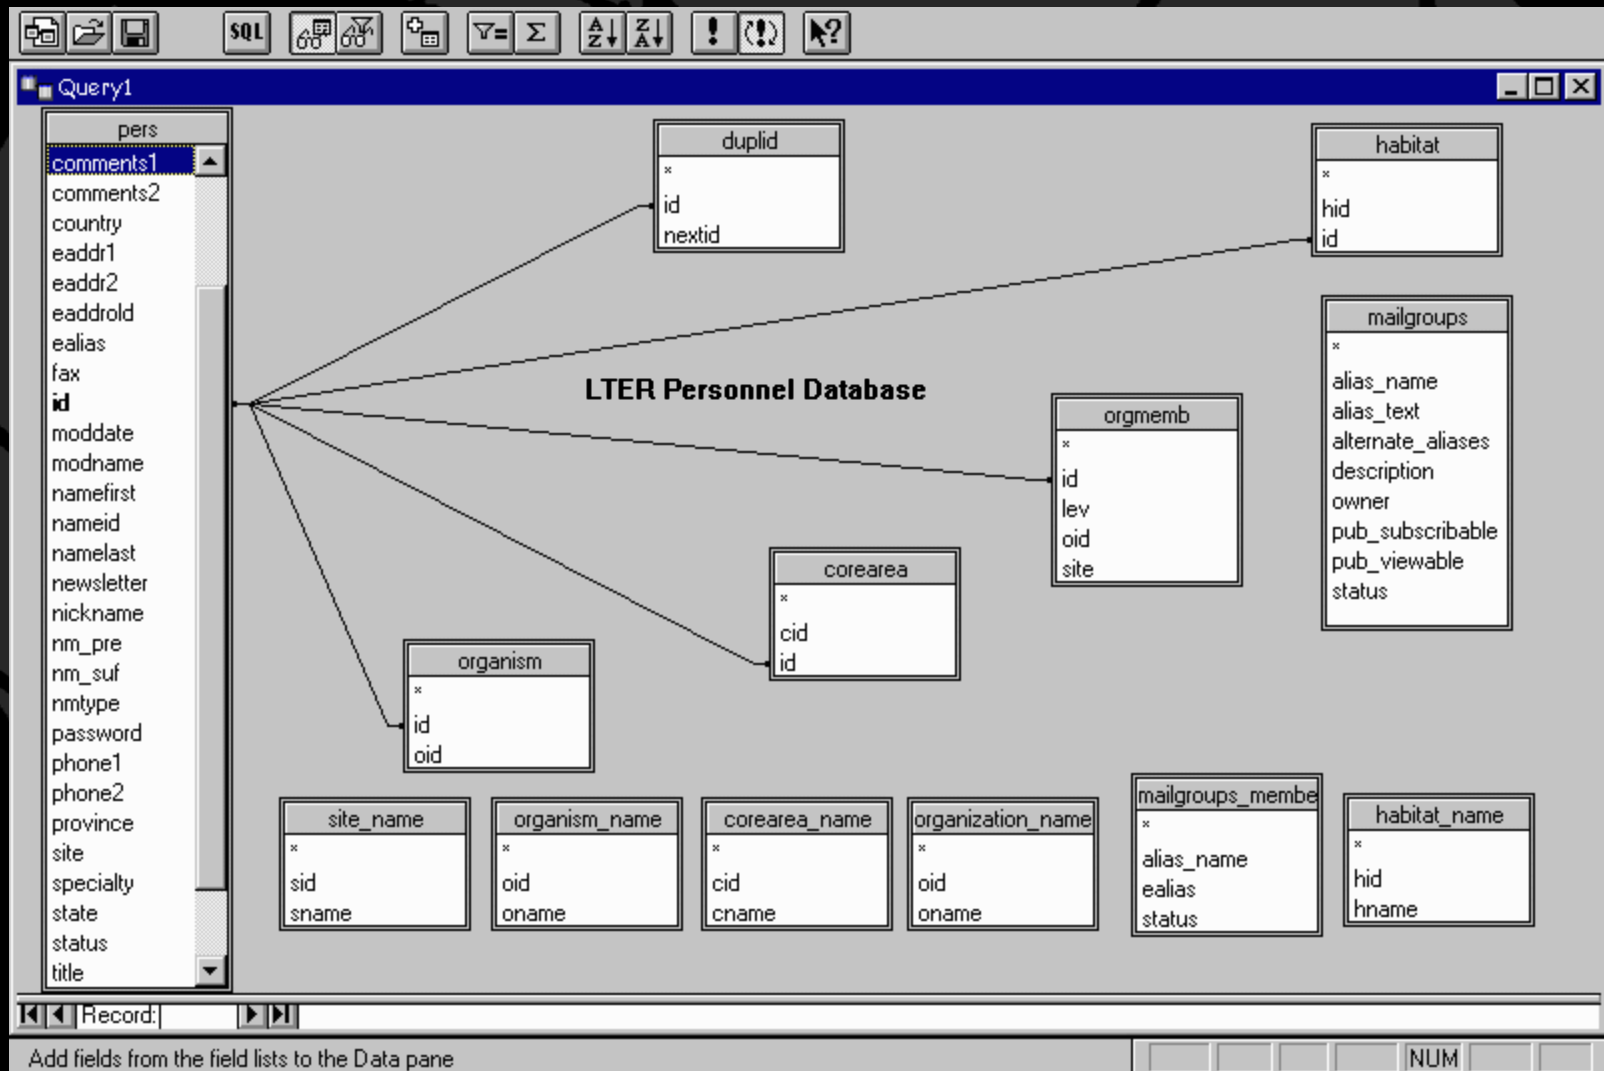 SQL
A
Z
Z
A
Query1
pers
comments1
comments2
country
eaddr1
eaddr2
eaddrold
ealias
fax
id
moddate
modname
namefirst
nameid
namelast
newsletter
nickname
nm_pre
nm_suf
nmtype
password
phone1
phone2
province
site
specialty
state
status
title
duplid
*
id
nextid
habitat
*
hid
id
LTER Personnel Database
mailgroups
*
alias_name
alias_text
alternate_aliases
description
owner
pub_subscribable
pub_viewable
status
orgmemb
*
id
lev
oid
site
corearea
*
cid
id
organism
*
id
oid
site_name
*
sid
sname
organism_name
*
oid
oname
corearea_name
*
cid
cname
organization_name
*
oid
oname
mailgroups_membe
*
alias_name
ealias
status
habitat_name
*
hid
hname
Record:
Add fields from the field lists to the Data pane
NUM